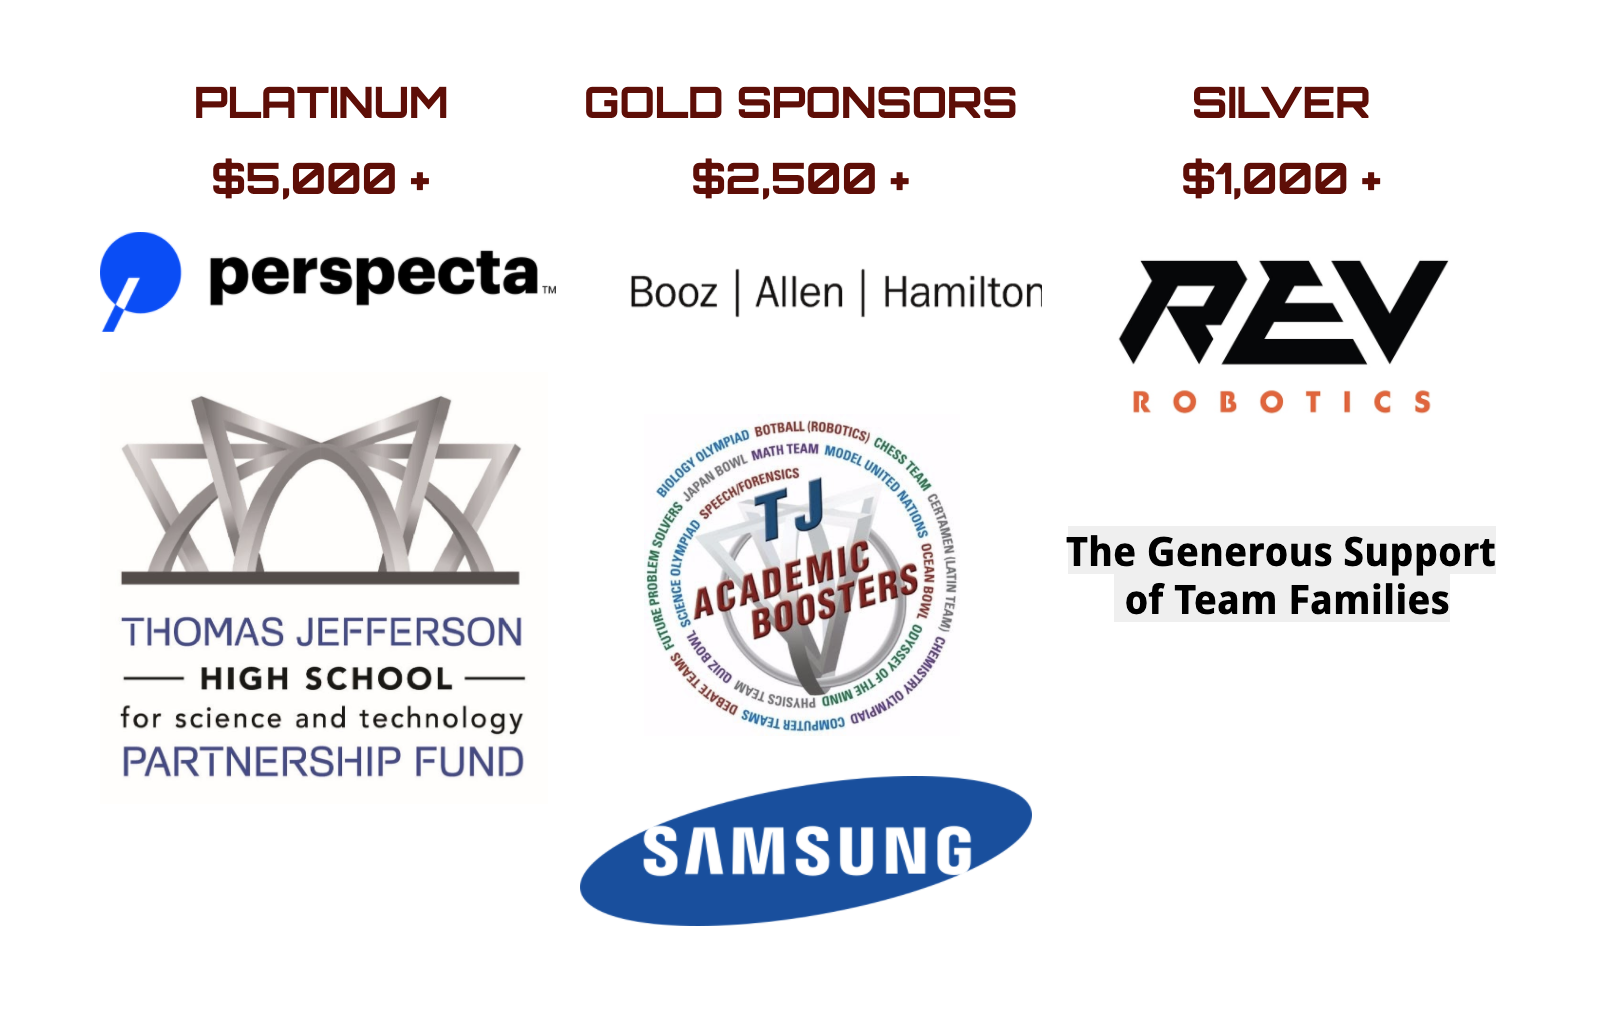 PLATINUM
$5,000 +
perspecta™
THOMAS JEFFERSON
HIGH SCHOOL
for science and technology
PARTNERSHIP FUND
GOLD SPONSORS
$2,500 +
Booz | Allen | Hamilton
BIOLOGY OLYMPIAD BOTBALL (ROBOTICS) CHESS TEAM CERTAMEN (LATIN TEAM) CHEMISTRY OLYMPIAD COMPUTER TEAMS DEBATE TEAMS FUTURE PROBLEM SOLVERS
JAPAN BOWL MATH TEAM MODEL UNITED NATIONS OCEAN BOWL ODYSSEY OF THE MIND PHYSICS TEAM QUIZ BOWL SCIENCE OLYMPIAD SPEECH/FORENSICS
TJ
ACADEMIC
BOOSTERS
SAMSUNG
SILVER
$1,000 +
REV
ROBOTICS
The Generous Support
of Team Families